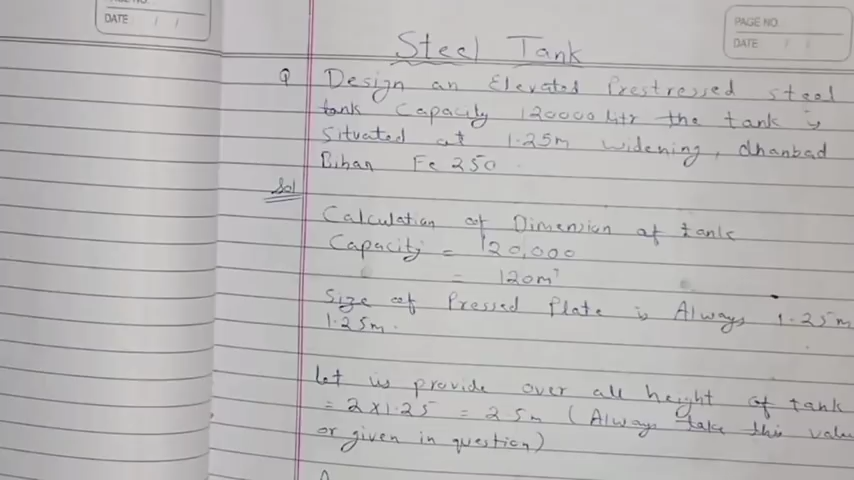 PAGE NO.
DATE / /
PAGE NO.
DATE / /
Steel Tank
Q Design an Elevated Prestressed steel
tank Capacity 120000 litr the tank is
Situated at 1.25m widening, dhanbad
Bihar Fe 250
Sol
Calculation of Dimension of tank
Capacity = 120,000
= 120m³
Size of Pressed Plate is Always 1.25m
1.25m.
let is provide over all height of tank
= 2×1.25 = 2.5m (Always take this value
or given in question)